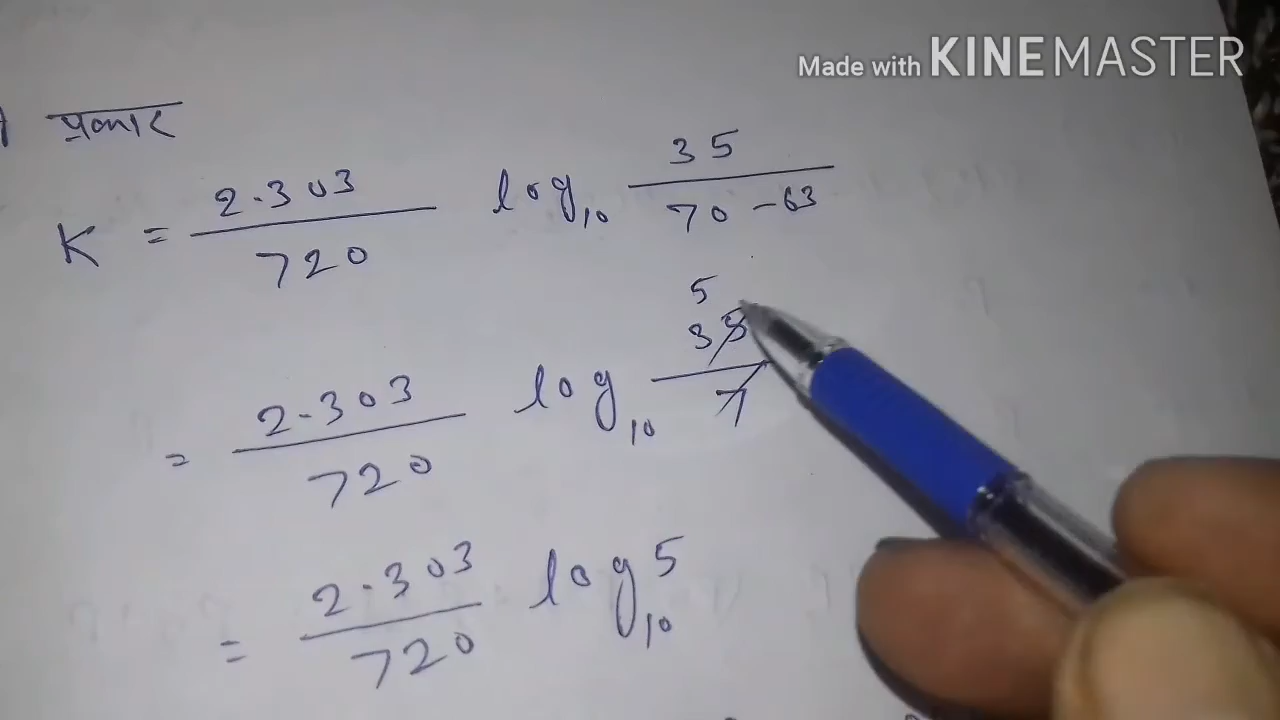 Made with KINEMASTER
प्रकार
K = 2.303 / 720 log₁₀ 35 / 70 - 63
= 2.303 / 720 log₁₀ 35 / 7 5
= 2.303 / 720 log₁₀ 5